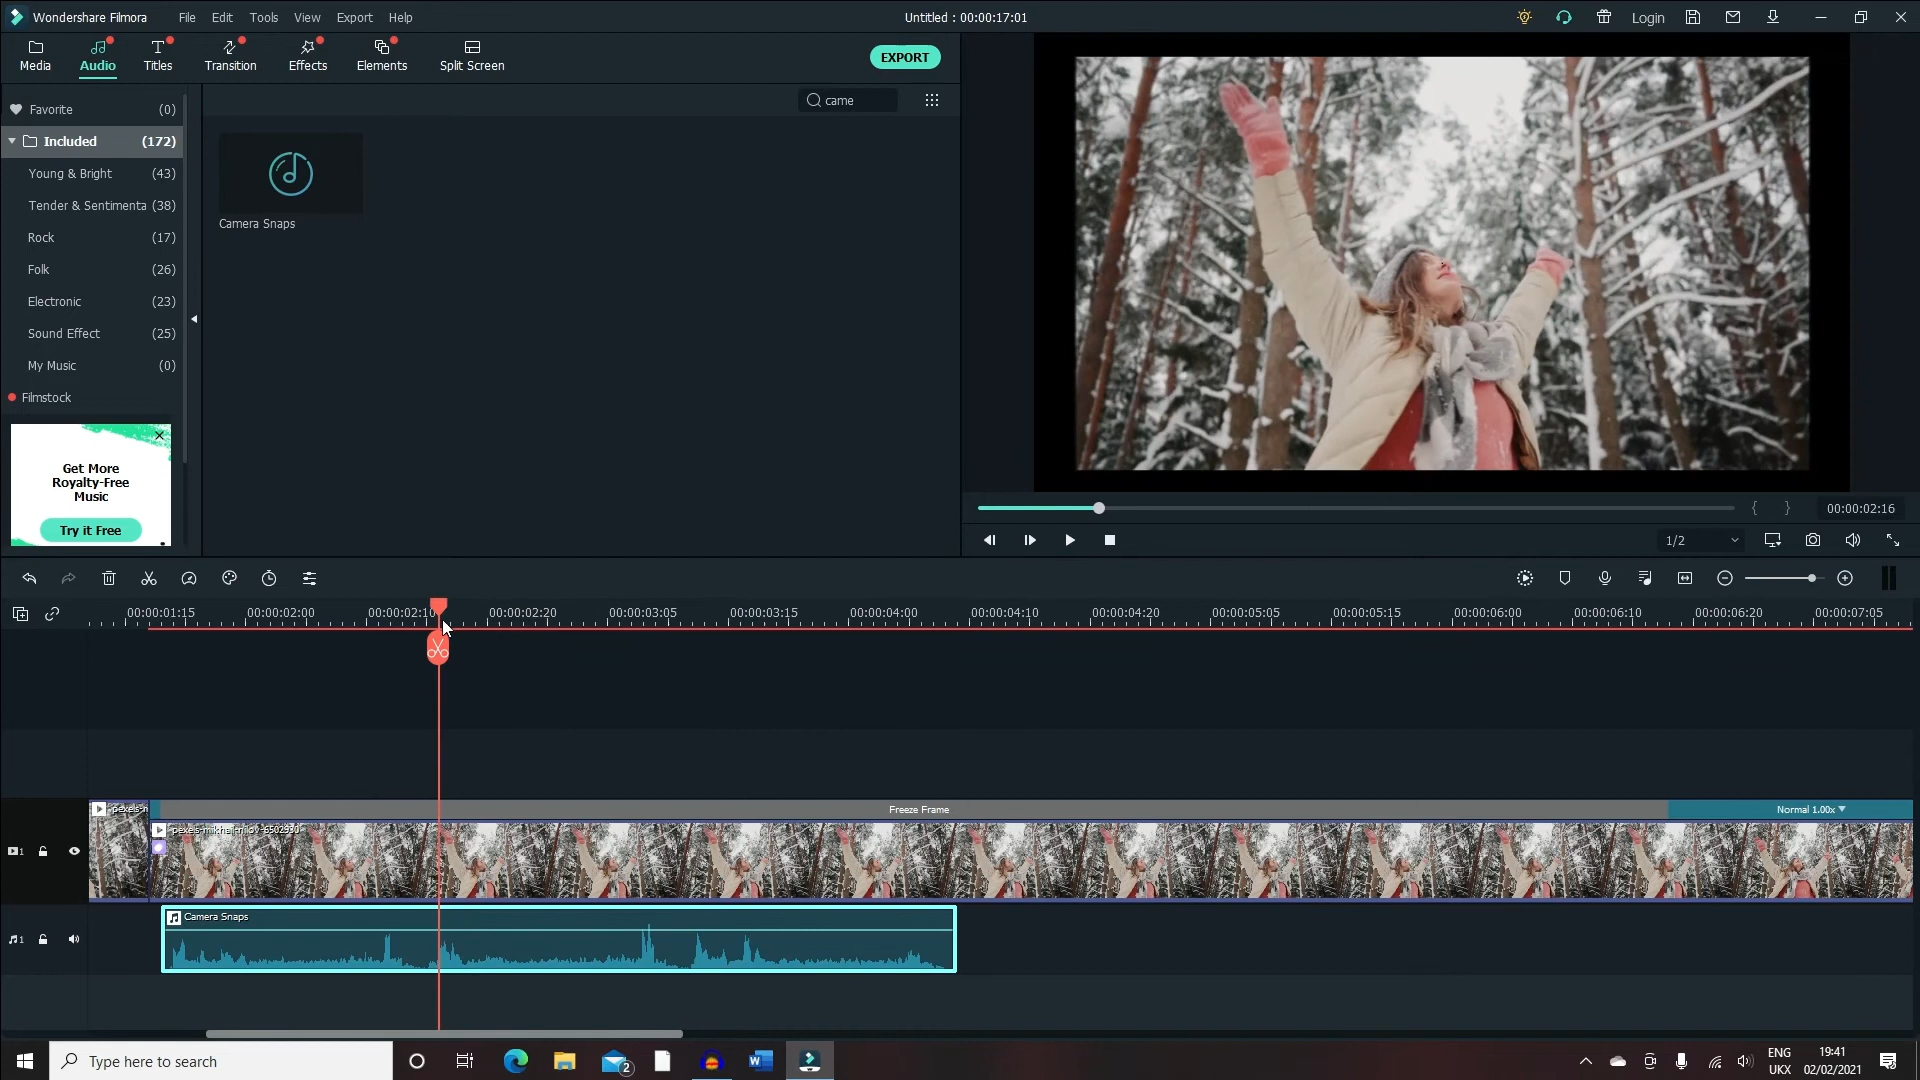 Wondershare Filmora
File Edit Tools View Export Help
Untitled : 00:00:17:01
Login
Media Audio Titles Transition Effects Elements Split Screen
EXPORT
Favorite (0)
came
Included (172)
Young & Bright (43)
Tender & Sentimenta (38)
Rock (17)
Folk (26)
Electronic (23)
Sound Effect (25)
My Music (0)
Filmstock
Camera Snaps
Get More
Royalty-Free
Music
Try it Free
00:00:02:16
1/2
00:00:01:15 00:00:02:00 00:00:02:10 00:00:02:20 00:00:03:05 00:00:03:15 00:00:04:00 00:00:04:10 00:00:04:20 00:00:05:05 00:00:05:15 00:00:06:00 00:00:06:10 00:00:06:20 00:00:07:05
Freeze Frame
Normal 1.00x
1
Camera Snaps
1
Type here to search
2
ENG
UKX
19:41
02/02/2021